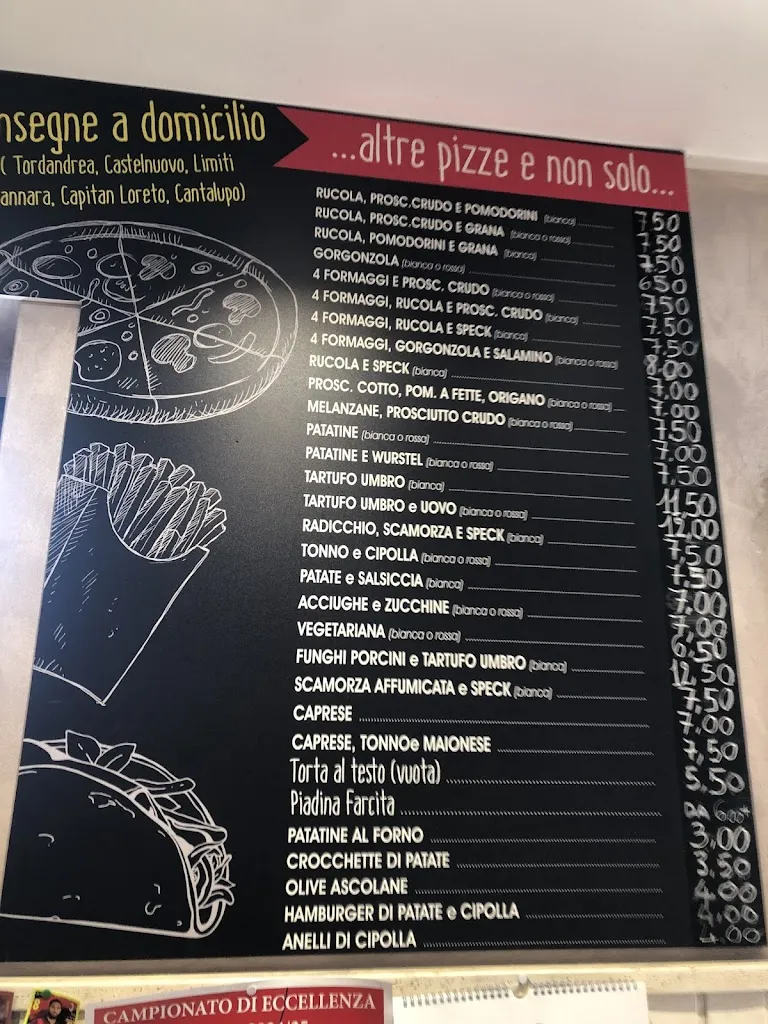 nsegne a domicilio
( Tordandrea, Castelnuovo, Limiti
annara, Capitan Loreto, Cantalupo)
...altre pizze e non solo...
RUCOLA, PROSC.CRUDO E POMODORINI (bianca) 7,50
RUCOLA, PROSC.CRUDO E GRANA (bianca o rossa) 7,50
RUCOLA, POMODORINI E GRANA (bianca) 7,50
GORGONZOLA (bianca o rossa) 6,50
4 FORMAGGI E PROSC. CRUDO (bianca o rossa) 7,50
4 FORMAGGI, RUCOLA E PROSC. CRUDO (bianca) 7,50
4 FORMAGGI, RUCOLA E SPECK (bianca) 7,50
4 FORMAGGI, GORGONZOLA E SALAMINO (bianca o rossa) 8,00
RUCOLA E SPECK (bianca) 7,00
PROSC. COTTO, POM. A FETTE, ORIGANO (bianca o rossa) 7,00
MELANZANE, PROSCIUTTO CRUDO (bianca o rossa) 7,50
PATATINE (bianca o rossa) 7,00
PATATINE E WURSTEL (bianca o rossa) 7,50
TARTUFO UMBRO (bianca) 11,50
TARTUFO UMBRO e UOVO (bianca o rossa) 12,00
RADICCHIO, SCAMORZA E SPECK (bianca) 7,50
TONNO e CIPOLLA (bianca o rossa) 7,50
PATATE e SALSICCIA (bianca) 7,00
ACCIUGHE e ZUCCHINE (bianca o rossa) 7,00
VEGETARIANA (bianca o rossa) 6,50
FUNGHI PORCINI e TARTUFO UMBRO (bianca) 12,50
SCAMORZA AFFUMICATA e SPECK (bianca) 7,50
CAPRESE 7,00
CAPRESE, TONNOe MAIONESE 7,50
Torta al testo (vuota) 5,50
Piadina Farcita DA 6,00*
PATATINE AL FORNO 3,00
CROCCHETTE DI PATATE 3,50
OLIVE ASCOLANE 4,00
HAMBURGER DI PATATE e CIPOLLA 4,00
ANELLI DI CIPOLLA
8
CAMPIONATO DI ECCELLENZA